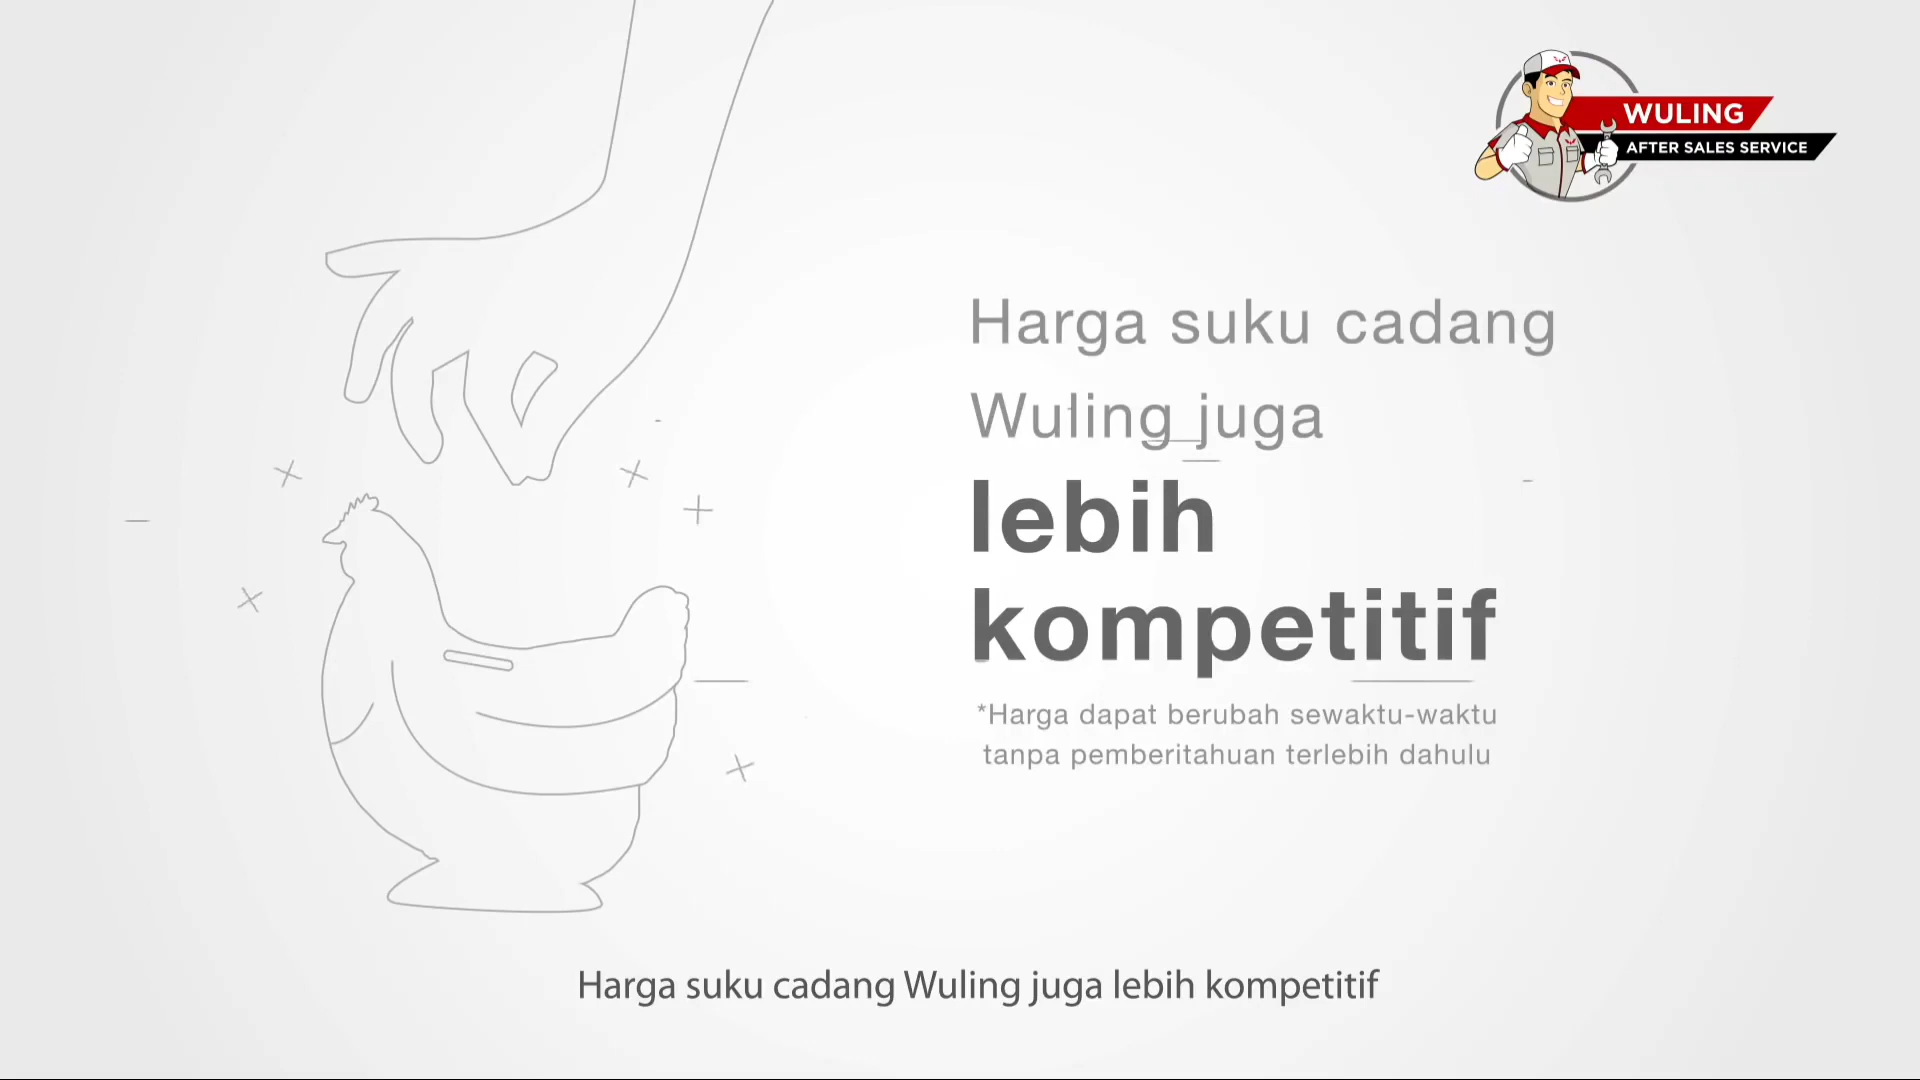 WULING
AFTER SALES SERVICE
Harga suku cadang
Wuling juga
lebih
kompetitif
*Harga dapat berubah sewaktu-waktu
tanpa pemberitahuan terlebih dahulu
Harga suku cadang Wuling juga lebih kompetitif